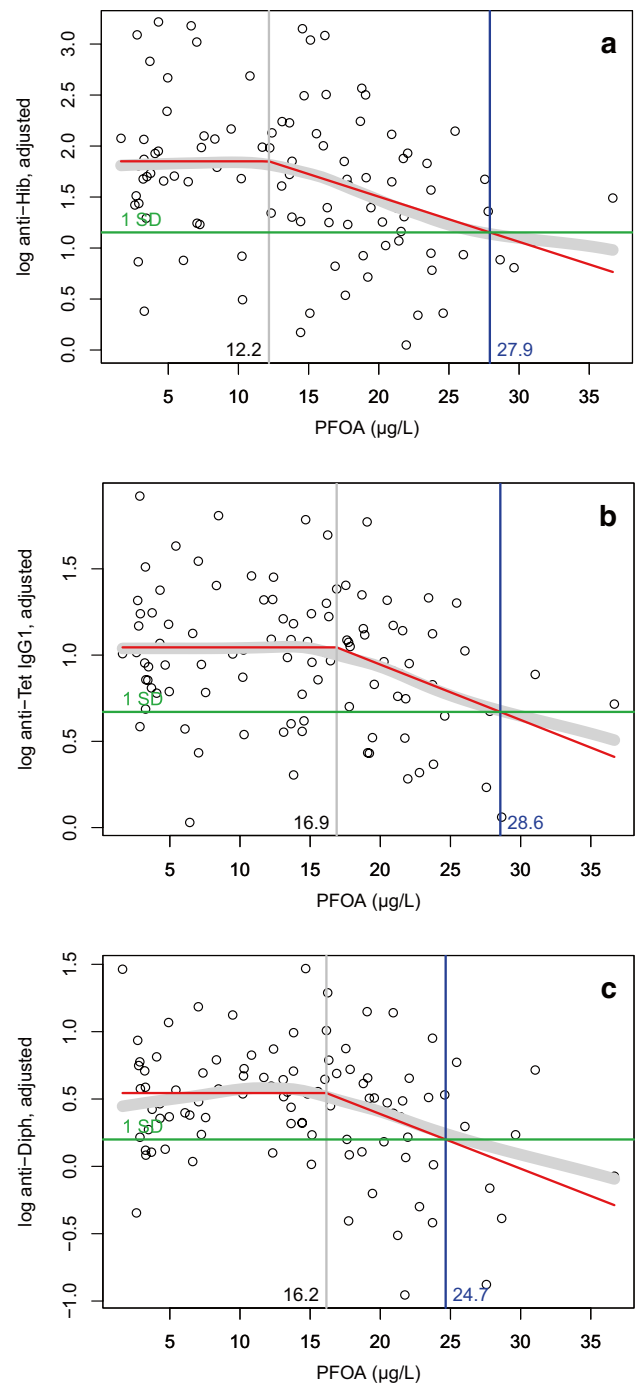 a
log anti−Hib, adjusted
3.0
2.5
2.0
1.5
1.0
0.5
0.0
1 SD
12.2
27.9
5 10 15 20 25 30 35
PFOA (µg/L)
b
log anti−Tet IgG1, adjusted
1.5
1.0
0.5
0.0
1 SD
16.9
28.6
5 10 15 20 25 30 35
PFOA (µg/L)
c
log anti−Diph, adjusted
1.5
1.0
0.5
0.0
−0.5
−1.0
1 SD
16.2
24.7
5 10 15 20 25 30 35
PFOA (µg/L)